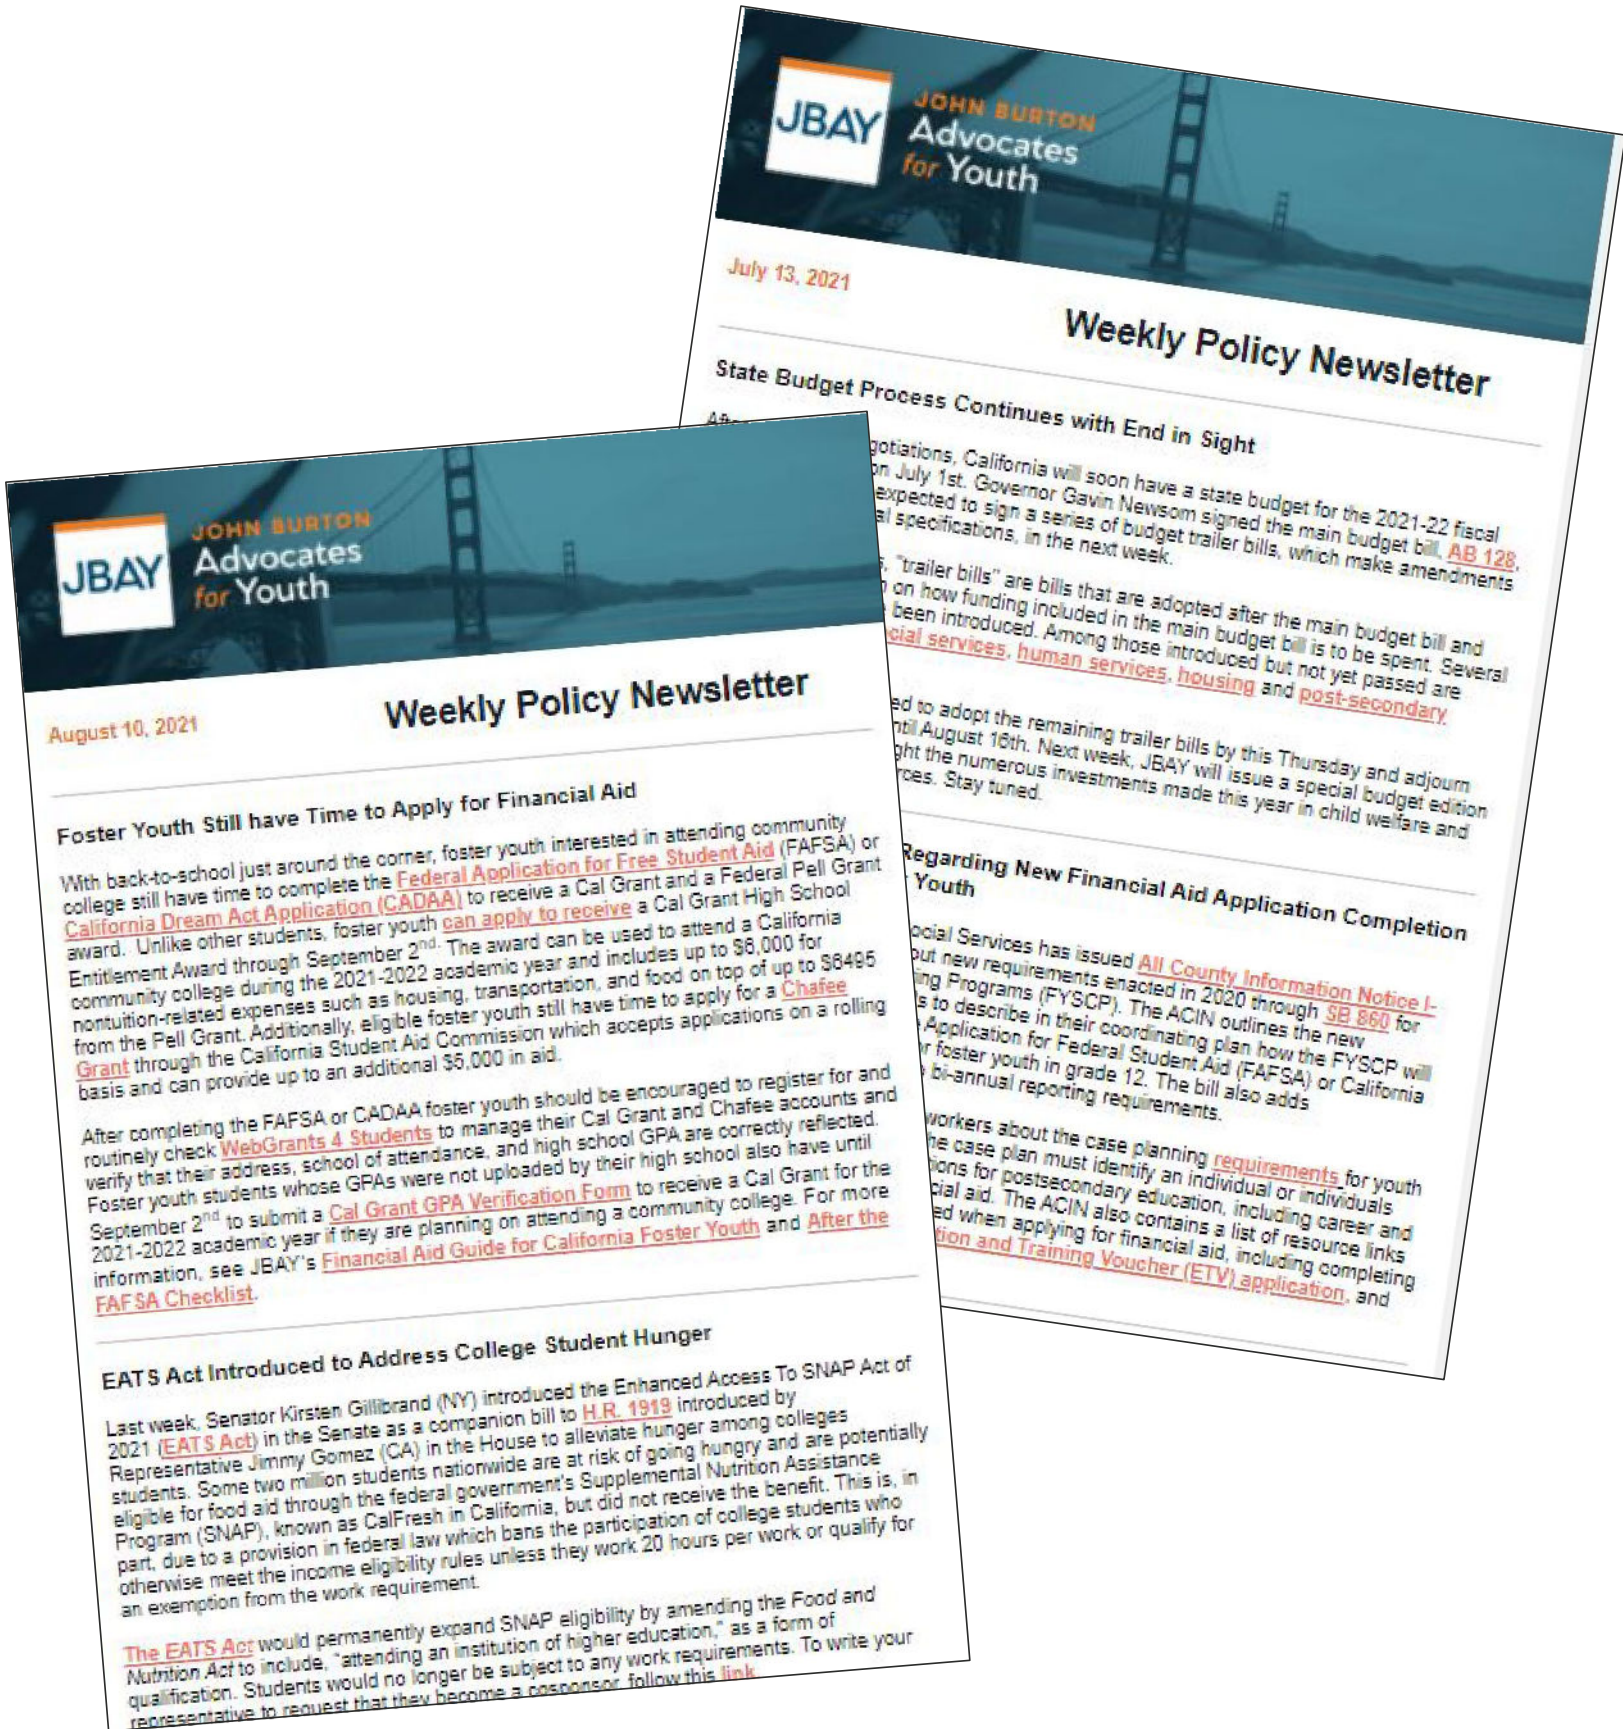 JBAY
JOHN BURTON
Advocates
for Youth
July 13, 2021
Weekly Policy Newsletter
State Budget Process Continues with End in Sight
gotiations, California will soon have a state budget for the 2021-22 fiscal
on July 1st. Governor Gavin Newsom signed the main budget bill, AB 128,
expected to sign a series of budget trailer bills, which make amendments
al specifications, in the next week.
, "trailer bills" are bills that are adopted after the main budget bill and
on how funding included in the main budget bill is to be spent. Several
been introduced. Among those introduced but not yet passed are
cial services, human services, housing and post-secondary
ed to adopt the remaining trailer bills by this Thursday and adjourn
ntil August 16th. Next week, JBAY will issue a special budget edition
ght the numerous investments made this year in child welfare and
rces. Stay tuned.
Regarding New Financial Aid Application Completion
Youth
ocial Services has issued All County Information Notice I-
out new requirements enacted in 2020 through SB 860 for
ing Programs (FYSCP). The ACIN outlines the new
s to describe in their coordinating plan how the FYSCP will
Application for Federal Student Aid (FAFSA) or California
r foster youth in grade 12. The bill also adds
bi-annual reporting requirements.
workers about the case planning requirements for youth
he case plan must identify an individual or individuals
ions for postsecondary education, including career and
cial aid. The ACIN also contains a list of resource links
ed when applying for financial aid, including completing
tion and Training Voucher (ETV) application, and
JBAY
JOHN BURTON
Advocates
for Youth
August 10, 2021
Weekly Policy Newsletter
Foster Youth Still have Time to Apply for Financial Aid
With back-to-school just around the corner, foster youth interested in attending community
college still have time to complete the Federal Application for Free Student Aid (FAFSA) or
California Dream Act Application (CADAA) to receive a Cal Grant and a Federal Pell Grant
award. Unlike other students, foster youth can apply to receive a Cal Grant High School
Entitlement Award through September 2nd. The award can be used to attend a California
community college during the 2021-2022 academic year and includes up to $6,000 for
nontuition-related expenses such as housing, transportation, and food on top of up to $6495
from the Pell Grant. Additionally, eligible foster youth still have time to apply for a Chafee
Grant through the California Student Aid Commission which accepts applications on a rolling
basis and can provide up to an additional $5,000 in aid.
After completing the FAFSA or CADAA foster youth should be encouraged to register for and
routinely check WebGrants 4 Students to manage their Cal Grant and Chafee accounts and
verify that their address, school of attendance, and high school GPA are correctly reflected.
Foster youth students whose GPAs were not uploaded by their high school also have until
September 2nd to submit a Cal Grant GPA Verification Form to receive a Cal Grant for the
2021-2022 academic year if they are planning on attending a community college. For more
information, see JBAY's Financial Aid Guide for California Foster Youth and After the
FAFSA Checklist.
EATS Act Introduced to Address College Student Hunger
Last week, Senator Kirsten Gillibrand (NY) introduced the Enhanced Access To SNAP Act of
2021 (EATS Act) in the Senate as a companion bill to H.R. 1919 introduced by
Representative Jimmy Gomez (CA) in the House to alleviate hunger among colleges
students. Some two million students nationwide are at risk of going hungry and are potentially
eligible for food aid through the federal government's Supplemental Nutrition Assistance
Program (SNAP), known as CalFresh in California, but did not receive the benefit. This is, in
part, due to a provision in federal law which bans the participation of college students who
otherwise meet the income eligibility rules unless they work 20 hours per work or qualify for
an exemption from the work requirement.
The EATS Act would permanently expand SNAP eligibility by amending the Food and
Nutrition Act to include, "attending an institution of higher education," as a form of
qualification. Students would no longer be subject to any work requirements. To write your
representative to request that they become a cosponsor, follow this link